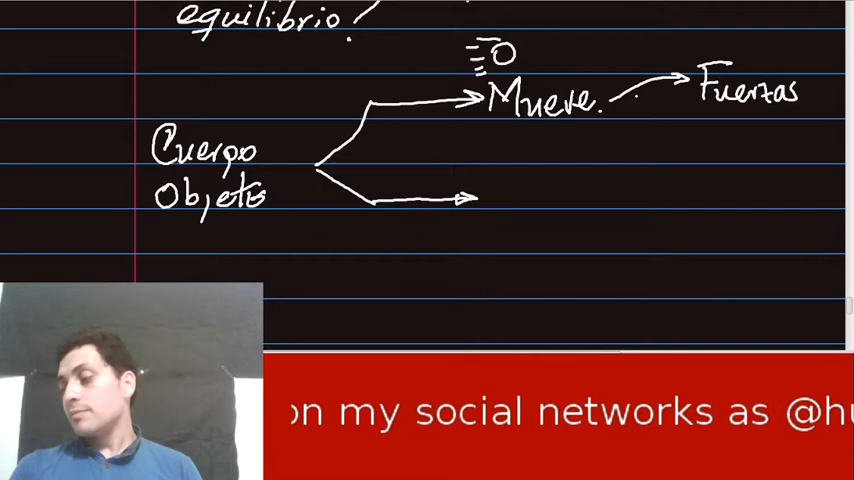 equilibrio?
Mueve. Fuerzas
Cuerpo
Objeto
on my social networks as @hu